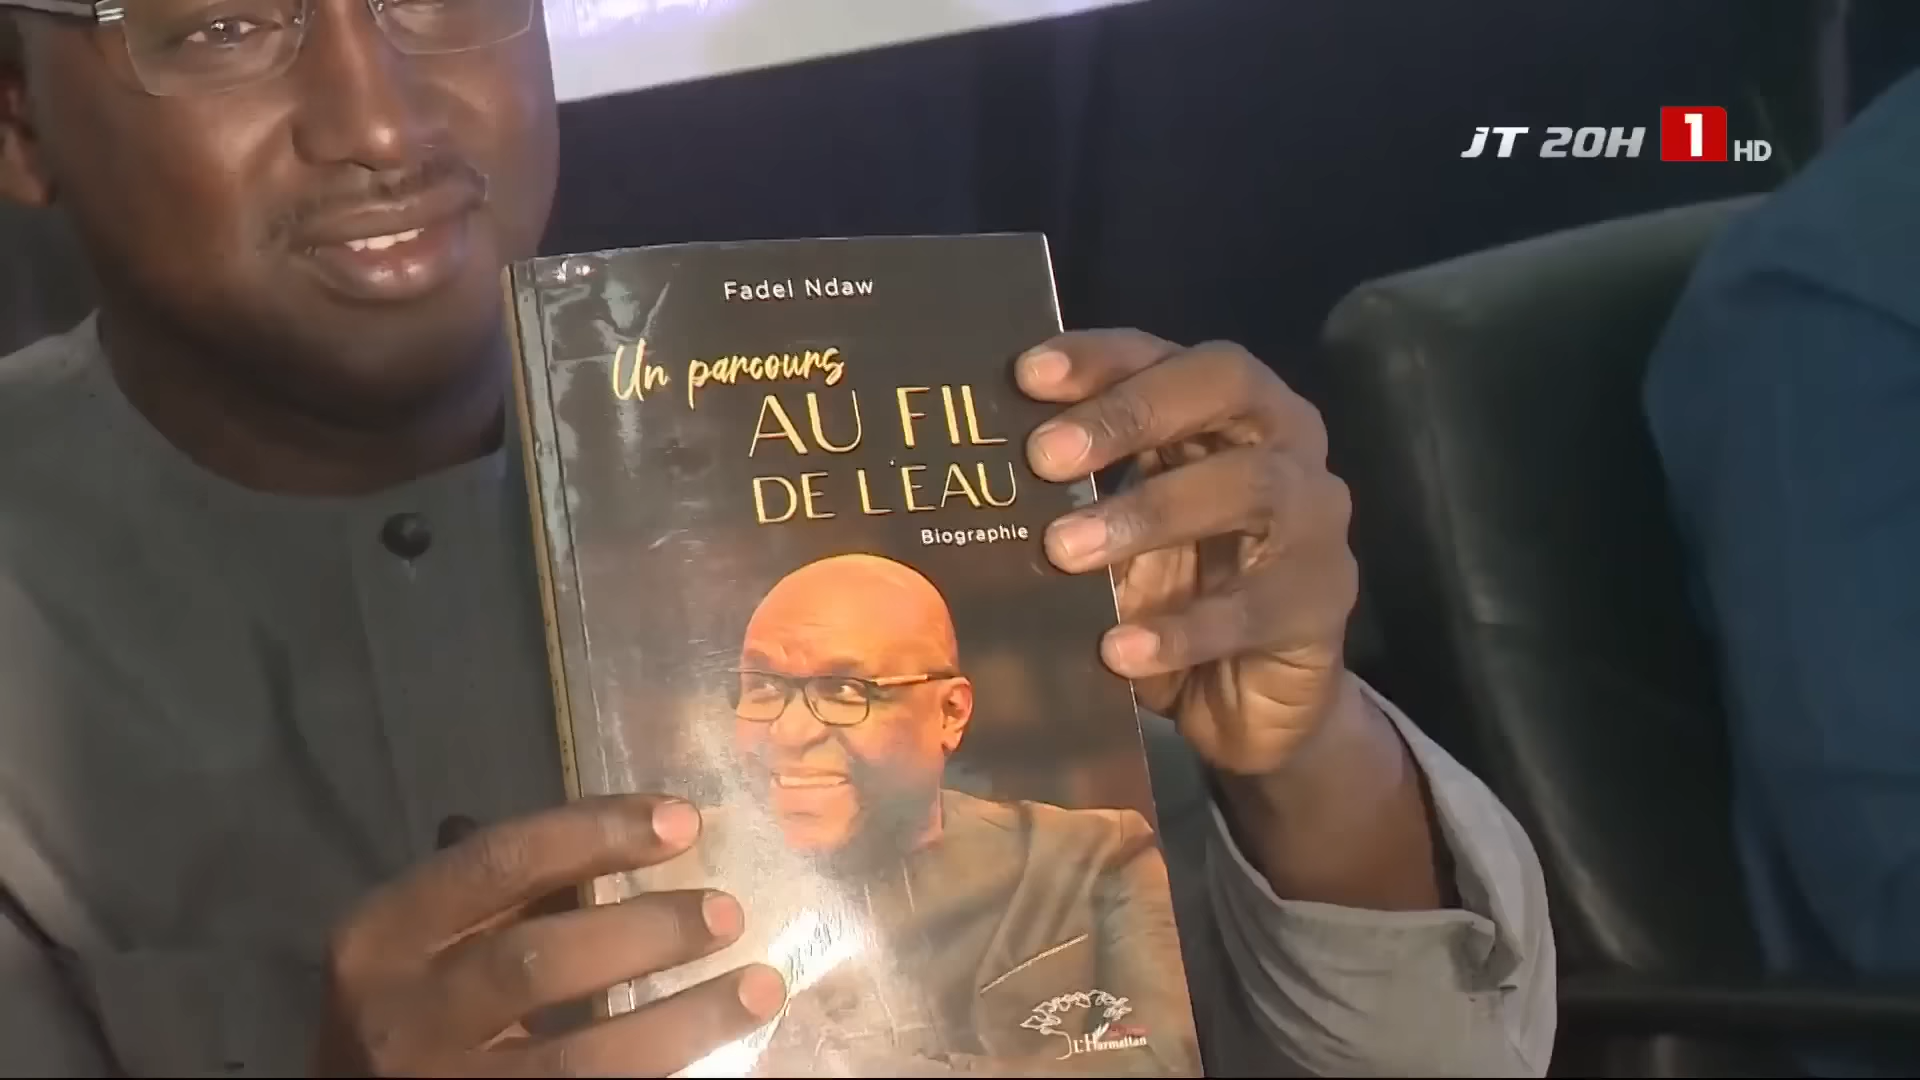 JT 20H 1 HD
Fadel Ndaw
Un parcours
AU FIL
DE L'EAU
Biographie
L'Harmattan